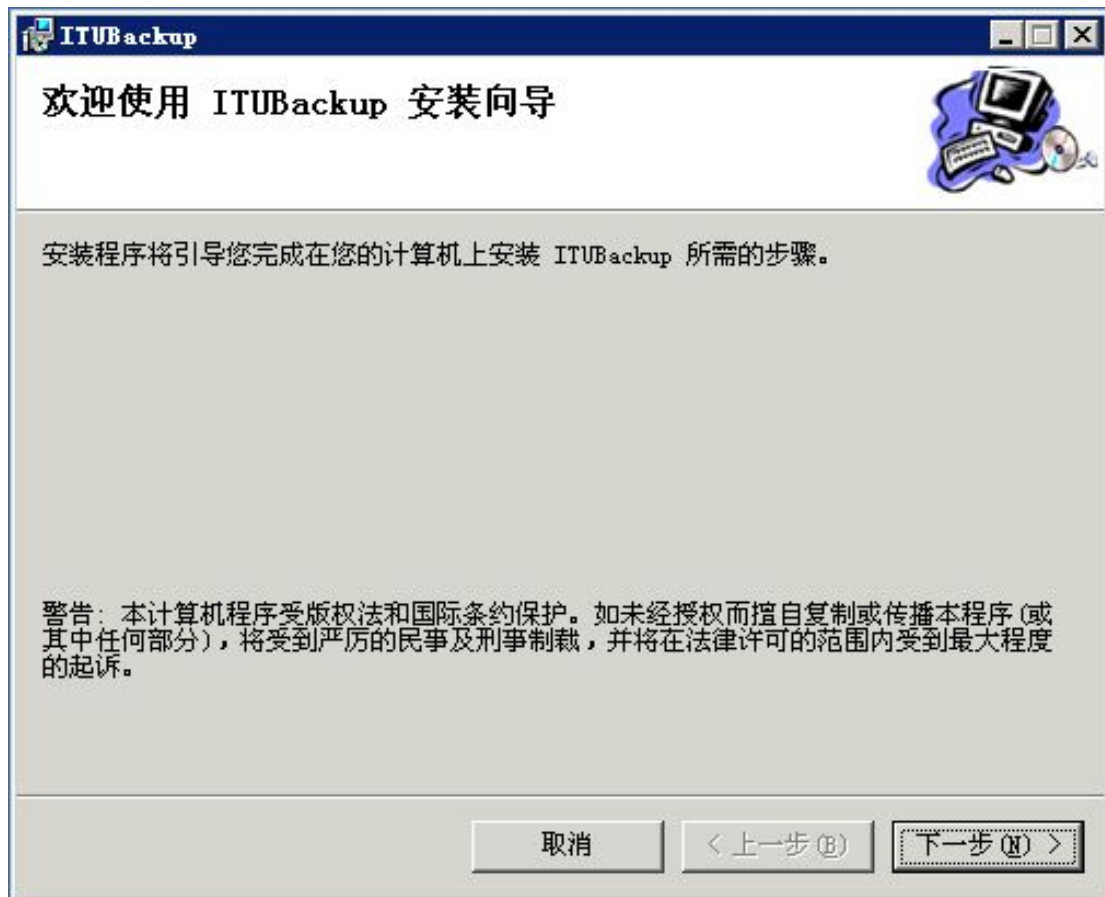 ITUBackup
欢迎使用 ITUBackup 安装向导
安装程序将引导您完成在您的计算机上安装 ITUBackup 所需的步骤。
警告: 本计算机程序受版权法和国际条约保护。如未经授权而擅自复制或传播本程序(或
其中任何部分)，将受到严厉的民事及刑事制裁，并将在法律许可的范围内受到最大程度
的起诉。
取消
< 上一步(B)
下一步(N) >